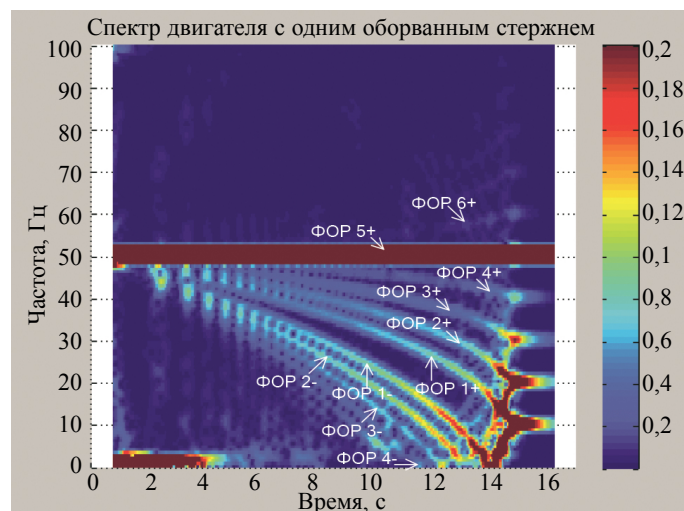 Спектр двигателя с одним оборванным стержнем
100
90
80
70
60
50
40
30
20
10
0
Частота, Гц
ФОР 6+
ФОР 5+
ФОР 4+
ФОР 3+
ФОР 2+
ФОР 1+
ФОР 2-
ФОР 1-
ФОР 3-
ФОР 4-
0 2 4 6 8 10 12 14 16
Время, с
0,2
0,18
0,16
0,14
0,12
0,1
0,8
0,6
0,4
0,2